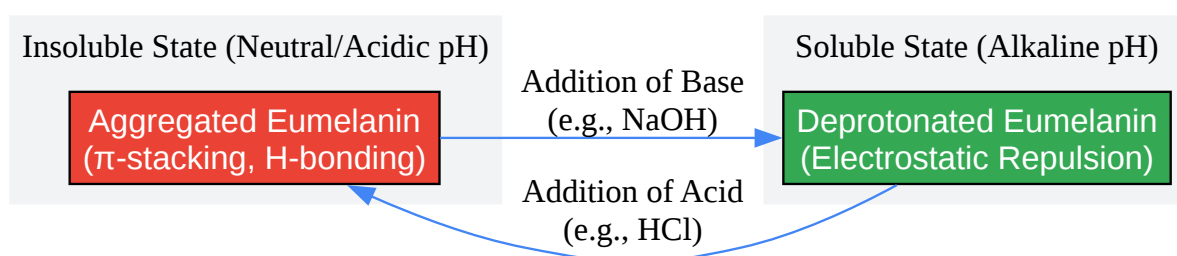 Insoluble State (Neutral/Acidic pH)
Aggregated Eumelanin
(π-stacking, H-bonding)
Addition of Base
(e.g., NaOH)
Soluble State (Alkaline pH)
Deprotonated Eumelanin
(Electrostatic Repulsion)
Addition of Acid
(e.g., HCl)